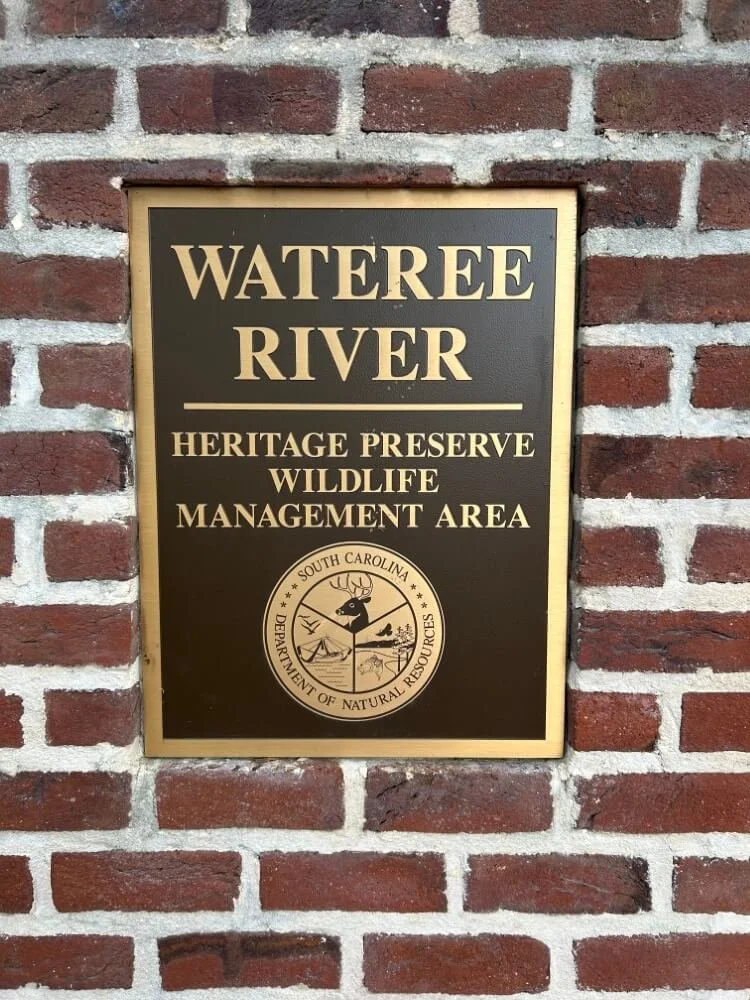 WATEREE
RIVER
HERITAGE PRESERVE
WILDLIFE
MANAGEMENT AREA
SOUTH CAROLINA
DEPARTMENT OF NATURAL RESOURCES